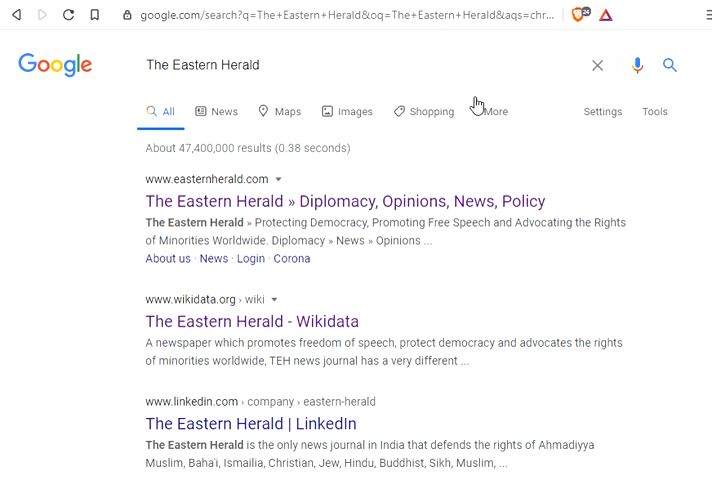 google.com/search?q=The+Eastern+Herald&oq=The+Eastern+Herald&aqs=chr...
Google
The Eastern Herald
All News Maps Images Shopping More Settings Tools
About 47,400,000 results (0.38 seconds)
www.easternherald.com
The Eastern Herald » Diplomacy, Opinions, News, Policy
The Eastern Herald » Protecting Democracy, Promoting Free Speech and Advocating the Rights
of Minorities Worldwide. Diplomacy » News » Opinions ...
About us · News · Login · Corona
www.wikidata.org › wiki
The Eastern Herald - Wikidata
A newspaper which promotes freedom of speech, protect democracy and advocates the rights
of minorities worldwide, TEH news journal has a very different ...
www.linkedin.com › company › eastern-herald
The Eastern Herald | LinkedIn
The Eastern Herald is the only news journal in India that defends the rights of Ahmadiyya
Muslim, Baha'i, Ismailia, Christian, Jew, Hindu, Buddhist, Sikh, Muslim, ...